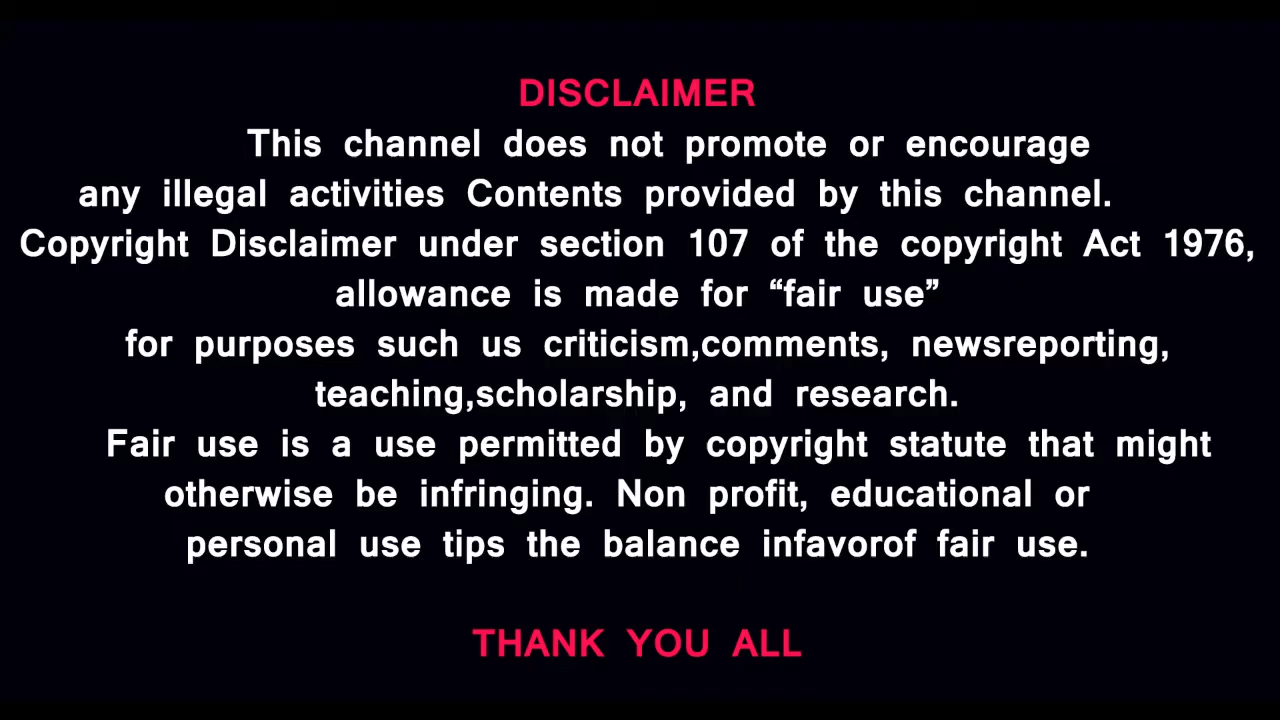 DISCLAIMER
This channel does not promote or encourage
any illegal activities Contents provided by this channel.
Copyright Disclaimer under section 107 of the copyright Act 1976,
allowance is made for “fair use”
for purposes such us criticism,comments, newsreporting,
teaching,scholarship, and research.
Fair use is a use permitted by copyright statute that might
otherwise be infringing. Non profit, educational or
personal use tips the balance infavorof fair use.
THANK YOU ALL